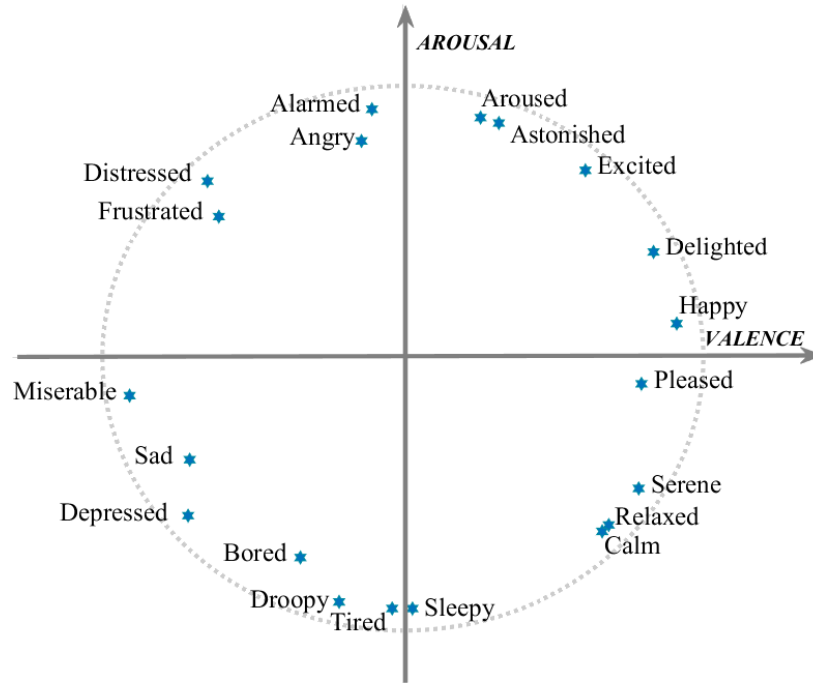 AROUSAL
Alarmed
Aroused
Angry
Astonished
Distressed
Excited
Frustrated
Delighted
Happy
VALENCE
Miserable
Pleased
Sad
Serene
Depressed
Relaxed
Calm
Bored
Droopy
Tired
Sleepy